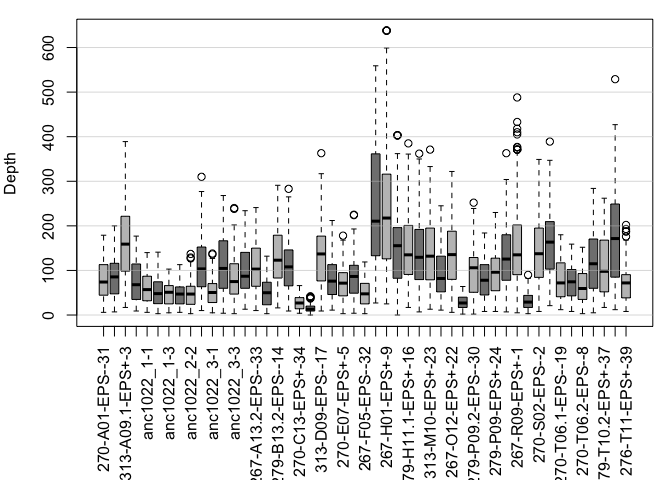 Depth
600
500
400
300
200
100
0
270-A01-EPS--31
313-A09.1-EPS+-3
anc1022_1-1
anc1022_1-3
anc1022_2-2
anc1022_3-1
anc1022_3-3
267-A13.2-EPS--33
279-B13.2-EPS--14
270-C13-EPS+-34
313-D09-EPS--17
270-E07-EPS+-5
267-F05-EPS--32
267-H01-EPS+-9
79-H11.1-EPS+-16
313-M10-EPS+-23
267-O12-EPS+-22
279-P09.2-EPS--30
279-P09-EPS+-24
267-R09-EPS+-1
270-S02-EPS--2
270-T06.1-EPS--19
270-T06.2-EPS--8
79-T10.2-EPS+-37
276-T11-EPS+-39